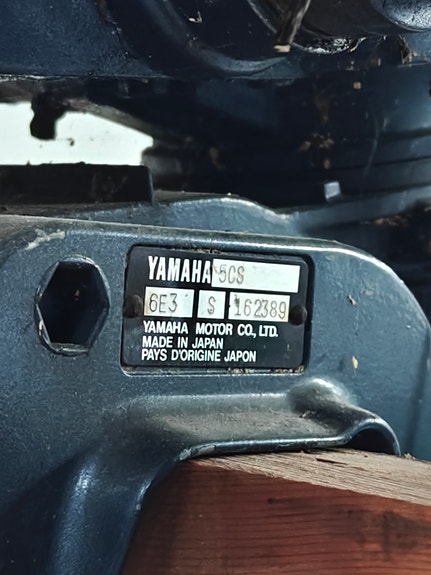 YAMAHA 5CS
6E3 S 162389
YAMAHA MOTOR CO., LTD.
MADE IN JAPAN
PAYS D'ORIGINE JAPON